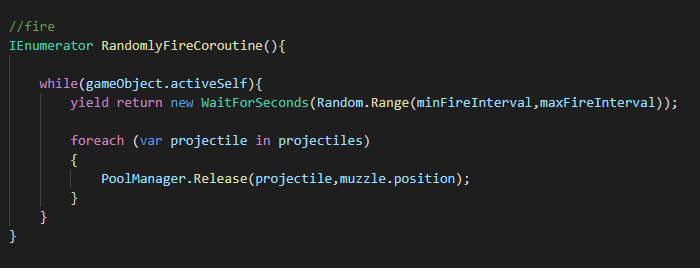 //fire
IEnumerator RandomlyFireCoroutine(){
while(gameObject.activeSelf){
yield return new WaitForSeconds(Random.Range(minFireInterval,maxFireInterval));
foreach (var projectile in projectiles)
{
PoolManager.Release(projectile,muzzle.position);
}
}
}